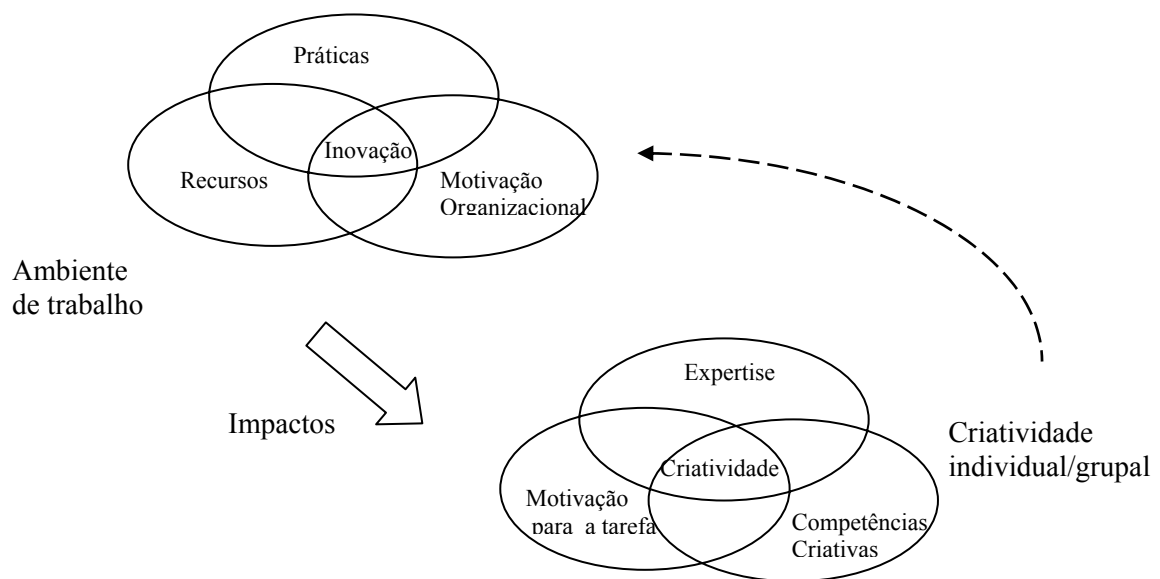 Práticas
Inovação
Recursos
Motivação
Organizacional
Ambiente
de trabalho
Impactos
Expertise
Criatividade
individual/grupal
Criatividade
Motivação
para a tarefa
Competências
Criativas